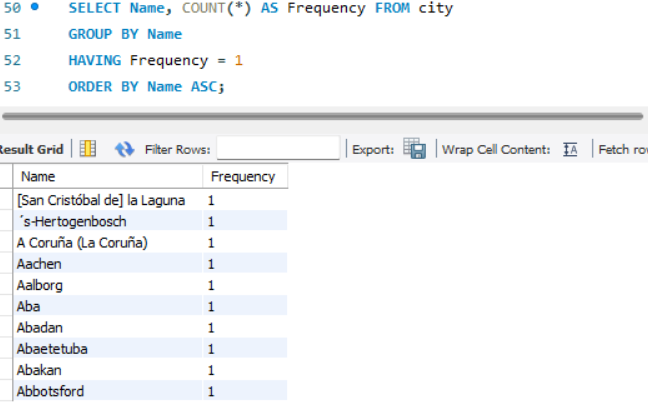 50 SELECT Name, COUNT(*) AS Frequency FROM city
51 GROUP BY Name
52 HAVING Frequency = 1
53 ORDER BY Name ASC;
Result Grid Filter Rows: Export: Wrap Cell Content: IA Fetch
Name Frequency
[San Cristóbal de] la Laguna 1
´s-Hertogenbosch 1
A Coruña (La Coruña) 1
Aachen 1
Aalborg 1
Aba 1
Abadan 1
Abaetetuba 1
Abakan 1
Abbotsford 1